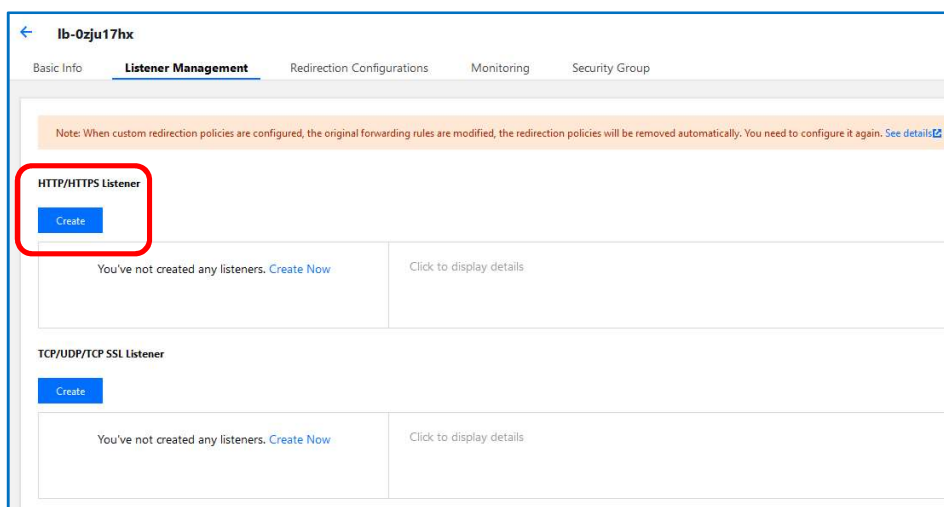 lb-0zju17hx
Basic Info Listener Management Redirection Configurations Monitoring Security Group
Note: When custom redirection policies are configured, the original forwarding rules are modified, the redirection policies will be removed automatically. You need to configure it again. See details
HTTP/HTTPS Listener
Create
You've not created any listeners. Create Now Click to display details
TCP/UDP/TCP SSL Listener
Create
You've not created any listeners. Create Now Click to display details